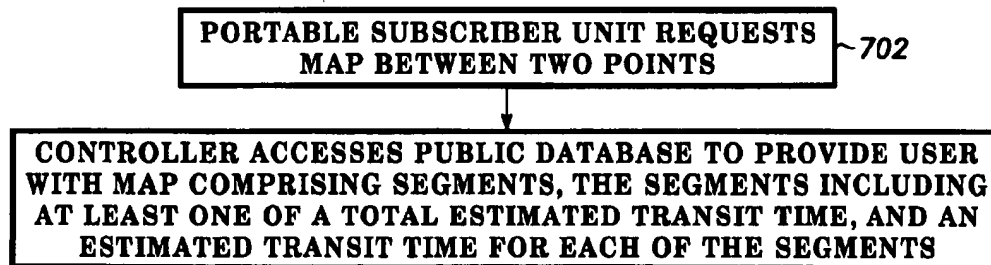 PORTABLE SUBSCRIBER UNIT REQUESTS
MAP BETWEEN TWO POINTS
702
CONTROLLER ACCESSES PUBLIC DATABASE TO PROVIDE USER
WITH MAP COMPRISING SEGMENTS, THE SEGMENTS INCLUDING
AT LEAST ONE OF A TOTAL ESTIMATED TRANSIT TIME, AND AN
ESTIMATED TRANSIT TIME FOR EACH OF THE SEGMENTS